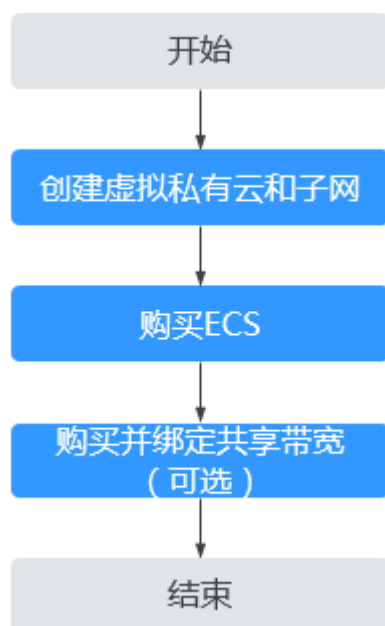 开始
创建虚拟私有云和子网
购买ECS
购买并绑定共享带宽
（可选）
结束